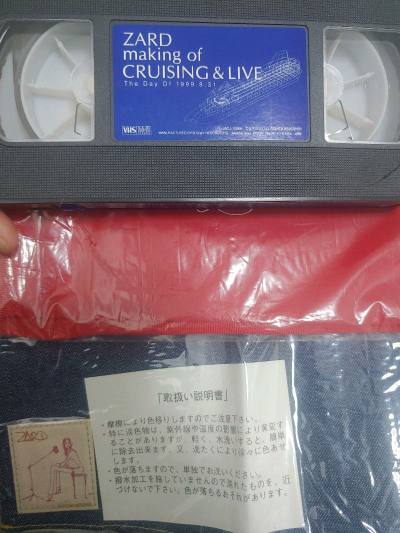 ZARD
making of
CRUISING & LIVE
The Day Of 1999.8.31
VHS
「取扱い説明書」
・摩擦により色移りしますのでご注意下さい。
・特に淡色物は、紫外線や温度の影響により黄変す
ることがありますが、軽く、水洗いすると、簡単
に除去出来ます。又、洗たくにより徐々に色あせ
します。
・色が落ちますので、単独でお洗いください。
・撥水加工を施していませんので濡れたものを、近
づけないで下さい。色が落ちるおそれがあります。
ZARD